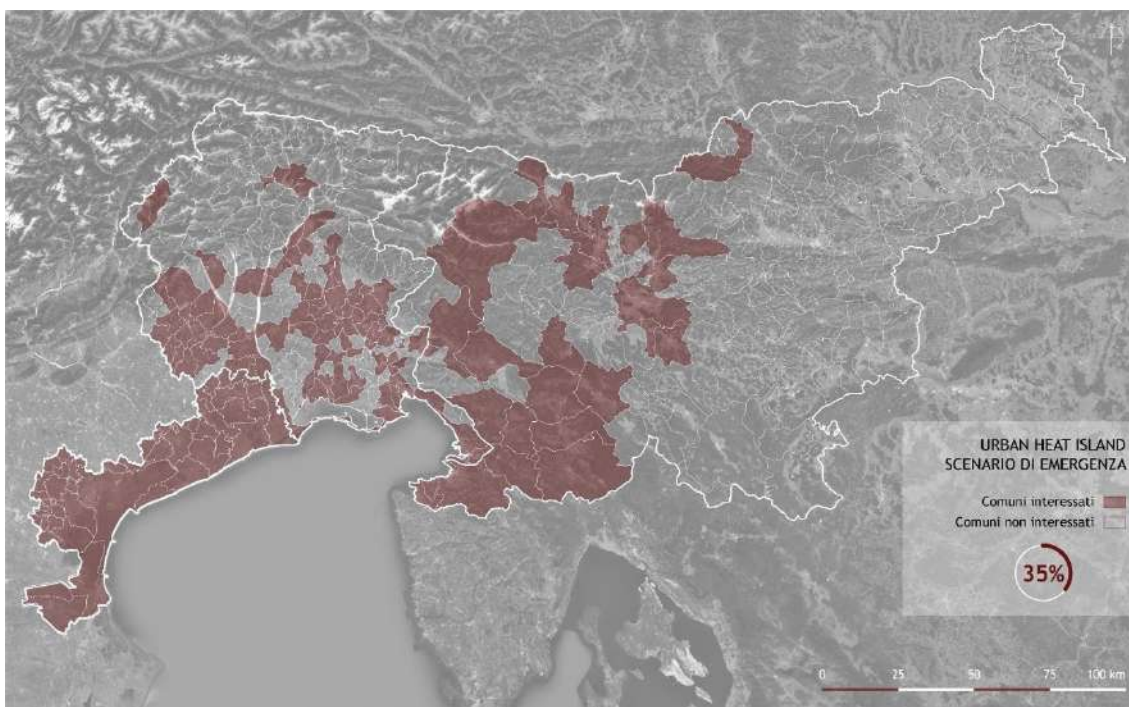 URBAN HEAT ISLAND
SCENARIO DI EMERGENZA
Comuni interessati
Comuni non interessati
35%
0 25 50 75 100 km